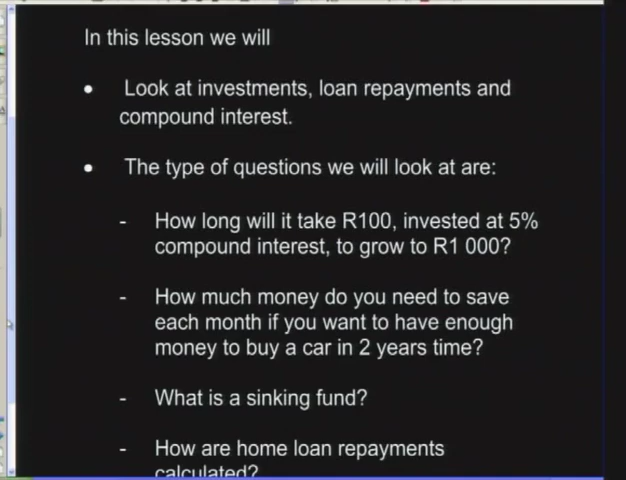 In this lesson we will
• Look at investments, loan repayments and
compound interest.
• The type of questions we will look at are:
- How long will it take R100, invested at 5%
compound interest, to grow to R1 000?
- How much money do you need to save
each month if you want to have enough
money to buy a car in 2 years time?
- What is a sinking fund?
- How are home loan repayments
calculated?